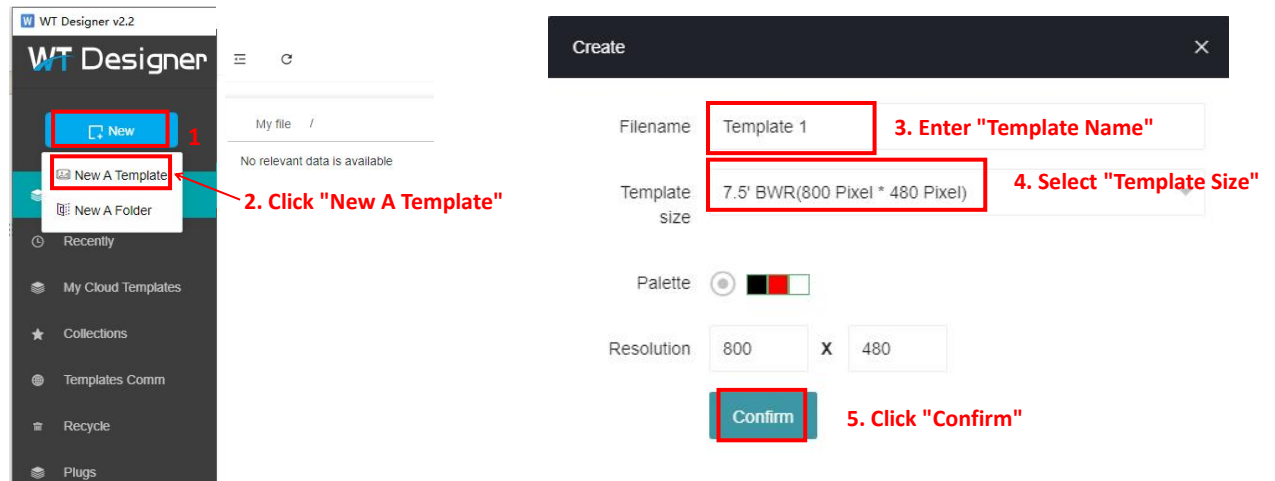 WT Designer v2.2
WT Designer
New
1
New A Template
New A Folder
2. Click "New A Template"
Recently
My Cloud Templates
Collections
Templates Comm
Recycle
Plugs
My file /
No relevant data is available
Create
Filename
Template 1
3. Enter "Template Name"
Template size
7.5' BWR(800 Pixel * 480 Pixel)
4. Select "Template Size"
Palette
Resolution
800 X 480
Confirm
5. Click "Confirm"